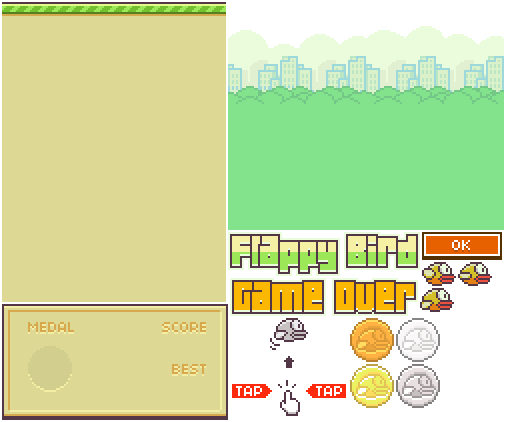 Flappy Bird
OK
Game Over
MEDAL SCORE
BEST
TAP TAP